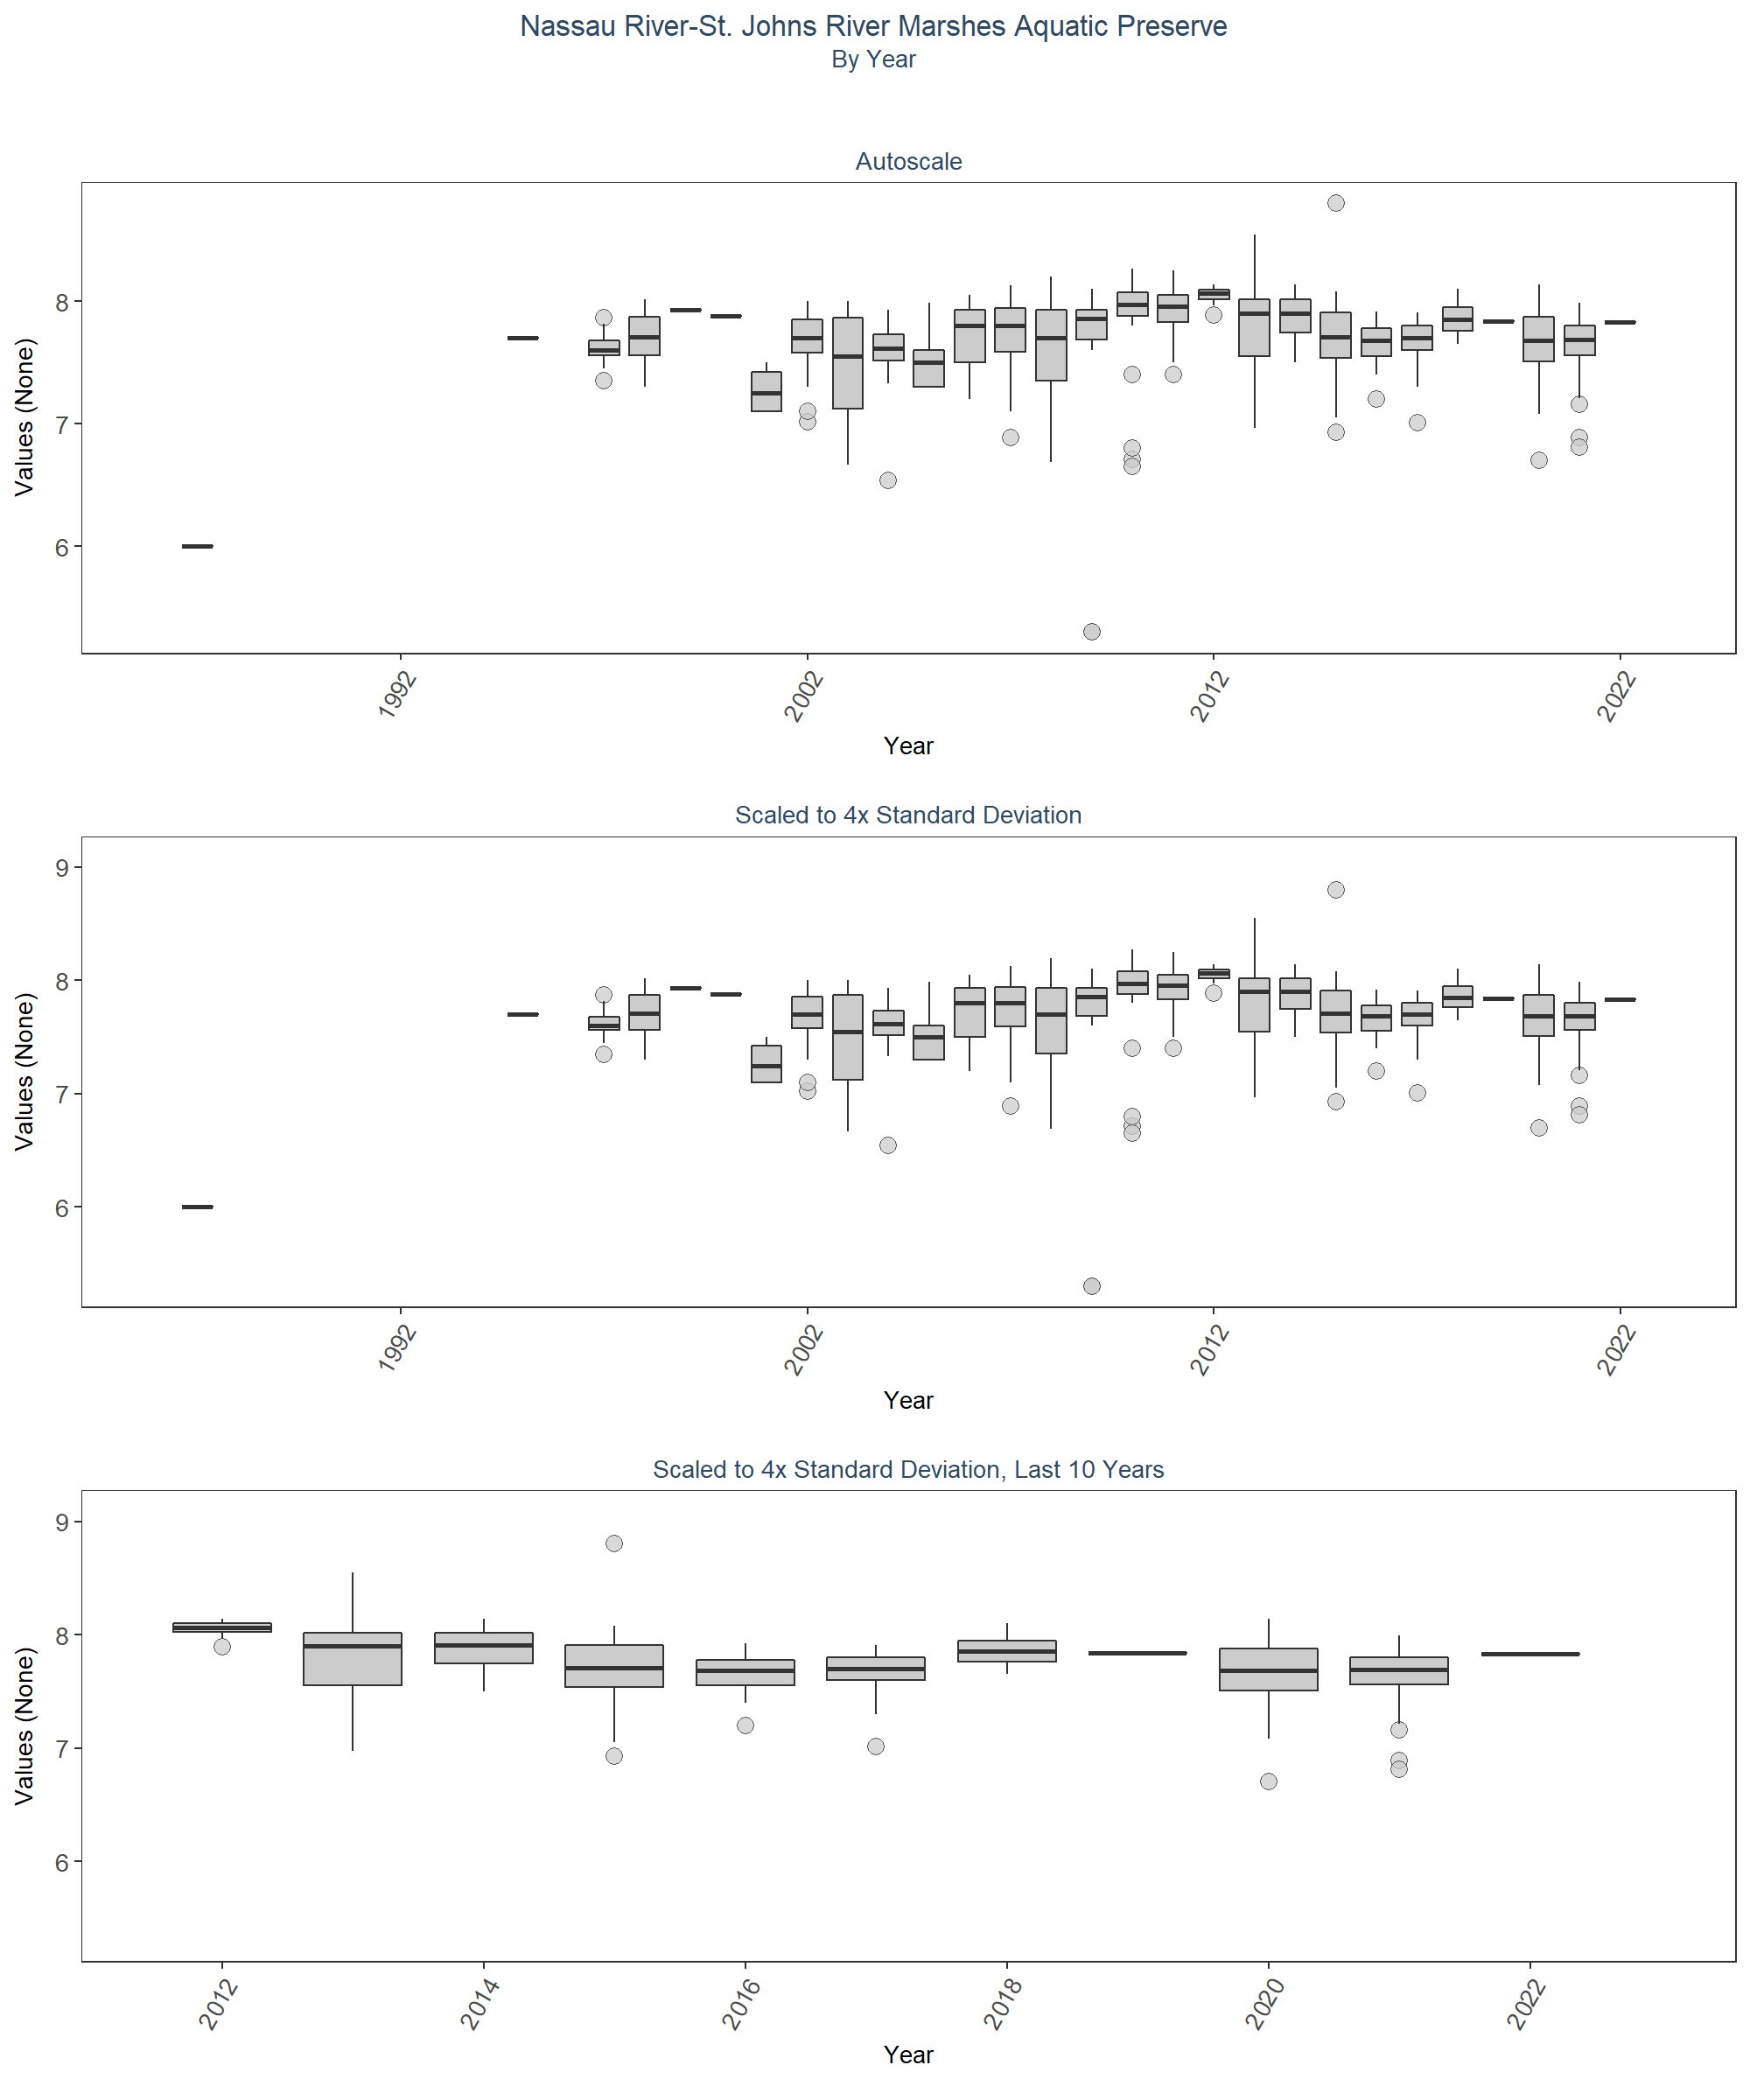 Nassau River-St. Johns River Marshes Aquatic Preserve
By Year
Autoscale
Values (None)
8
7
6
1992
2002
2012
2022
Year
Scaled to 4x Standard Deviation
Values (None)
9
8
7
6
1992
2002
2012
2022
Year
Scaled to 4x Standard Deviation, Last 10 Years
Values (None)
9
8
7
6
2012
2014
2016
2018
2020
2022
Year